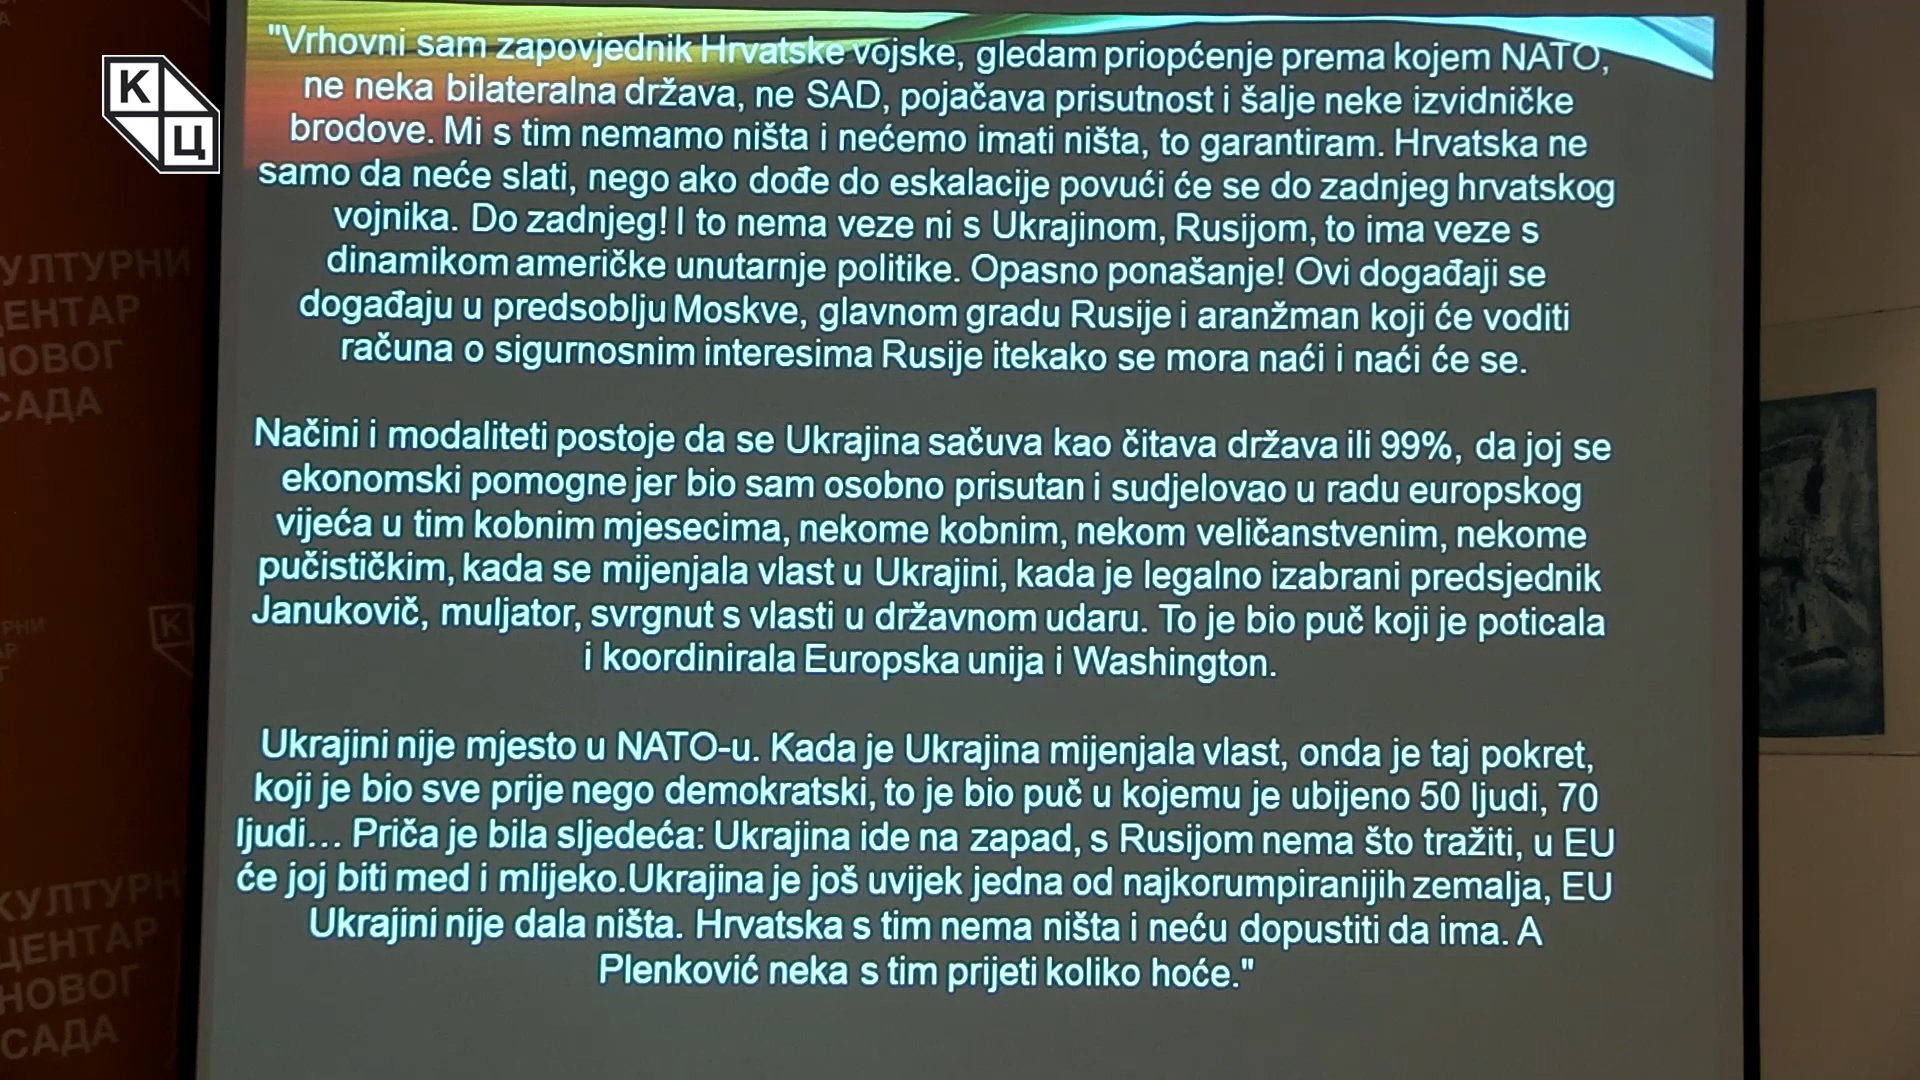 К
Ц
"Vrhovni sam zapovjednik Hrvatske vojske, gledam priopćenje prema kojem NATO,
ne neka bilateralna država, ne SAD, pojačava prisutnost i šalje neke izvidničke
brodove. Mi s tim nemamo ništa i nećemo imati ništa, to garantiram. Hrvatska ne
samo da neće slati, nego ako dođe do eskalacije povući će se do zadnjeg hrvatskog
vojnika. Do zadnjeg! I to nema veze ni s Ukrajinom, Rusijom, to ima veze s
dinamikom američke unutarnje politike. Opasno ponašanje! Ovi događaji se
događaju u predsoblju Moskve, glavnom gradu Rusije i aranžman koji će voditi
računa o sigurnosnim interesima Rusije itekako se mora naći i naći će se.
Načini i modaliteti postoje da se Ukrajina sačuva kao čitava država ili 99%, da joj se
ekonomski pomogne jer bio sam osobno prisutan i sudjelovao u radu europskog
vijeća u tim kobnim mjesecima, nekome kobnim, nekom veličanstvenim, nekome
pučističkim, kada se mijenjala vlast u Ukrajini, kada je legalno izabrani predsjednik
Janukovič, muljator, svrgnut s vlasti u državnom udaru. To je bio puč koji je poticala
i koordinirala Europska unija i Washington.
Ukrajini nije mjesto u NATO-u. Kada je Ukrajina mijenjala vlast, onda je taj pokret,
koji je bio sve prije nego demokratski, to je bio puč u kojemu je ubijeno 50 ljudi, 70
ljudi... Priča je bila sljedeća: Ukrajina ide na zapad, s Rusijom nema što tražiti, u EU
će joj biti med i mlijeko.Ukrajina je još uvijek jedna od najkorumpiranijih zemalja, EU
Ukrajini nije dala ništa. Hrvatska s tim nema ništa i neću dopustiti da ima. A
Plenković neka s tim prijeti koliko hoće."
УЛТУРНИ
ЦЕНТАР
НОВОГ
САДА
К
КУЛТУРН
ЦЕНТАР
НОВОГ
САДА